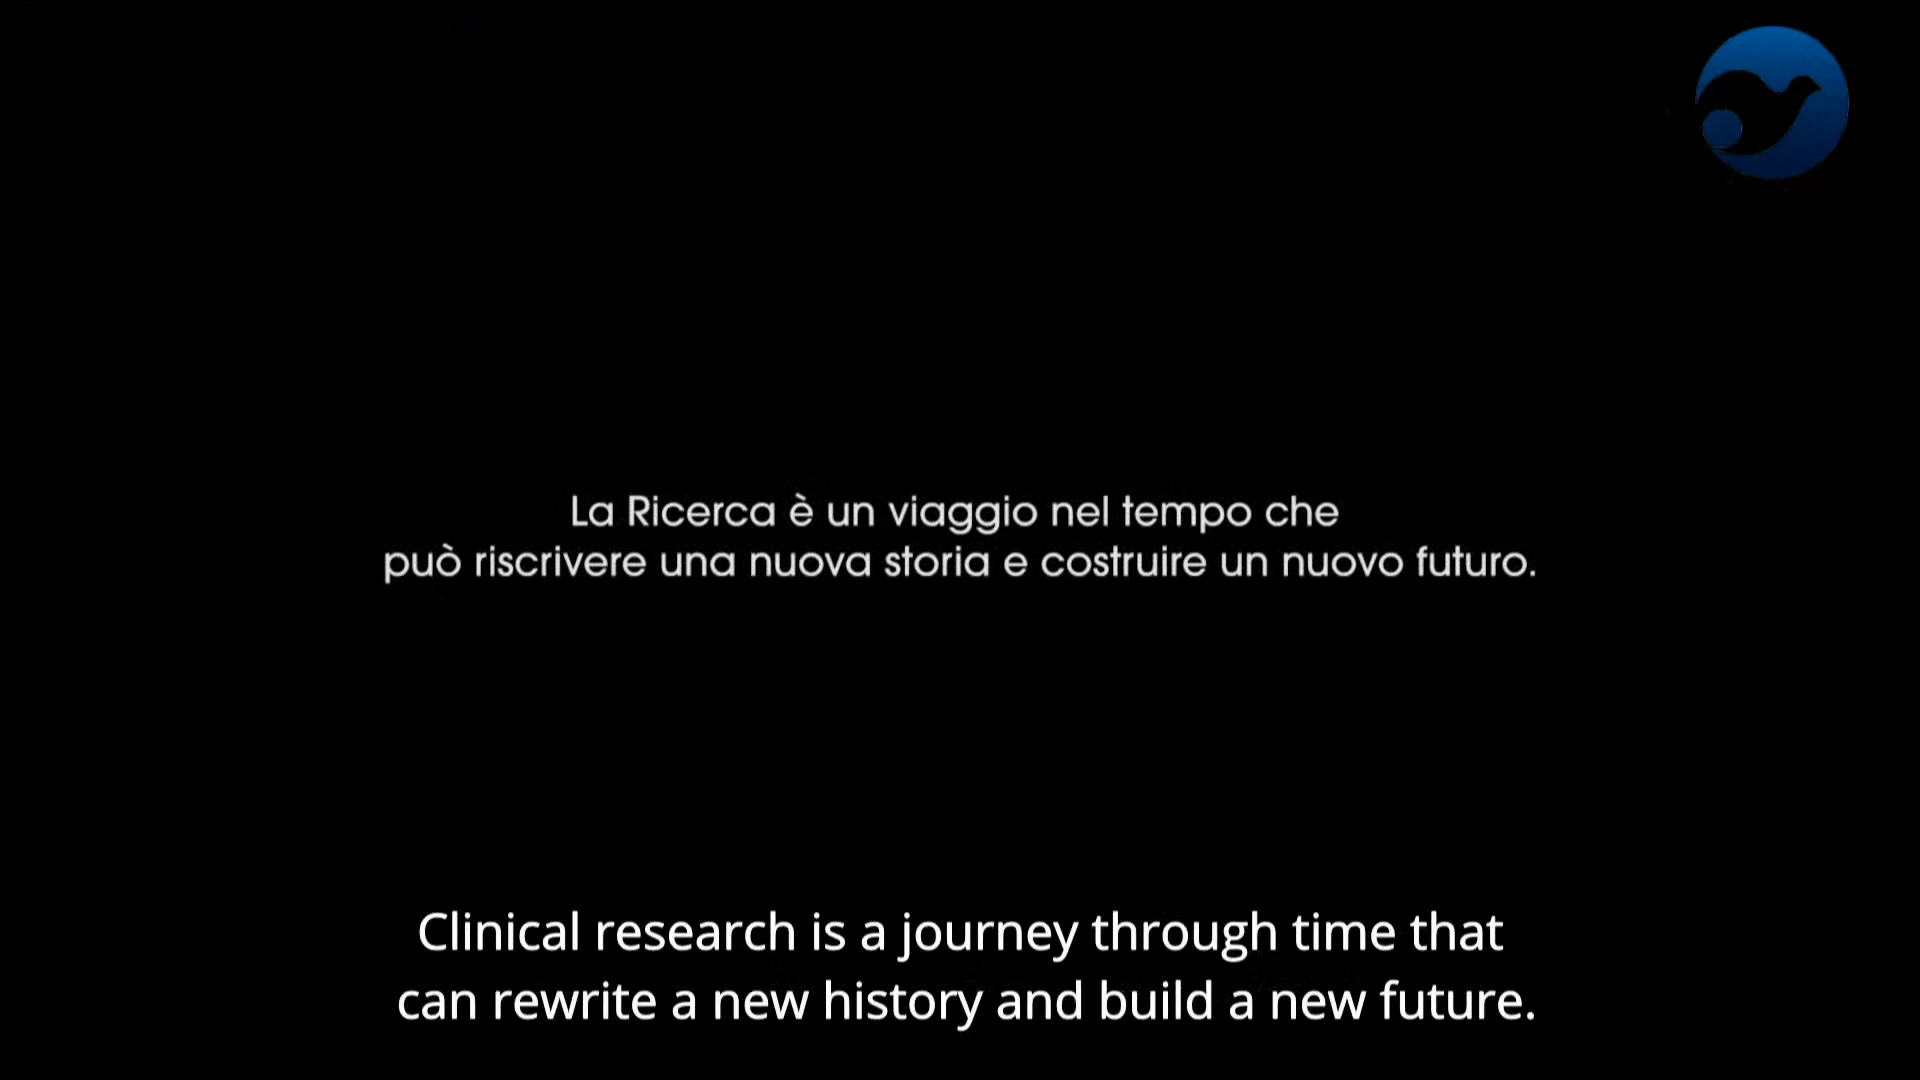 La Ricerca è un viaggio nel tempo che
può riscrivere una nuova storia e costruire un nuovo futuro.
Clinical research is a journey through time that
can rewrite a new history and build a new future.